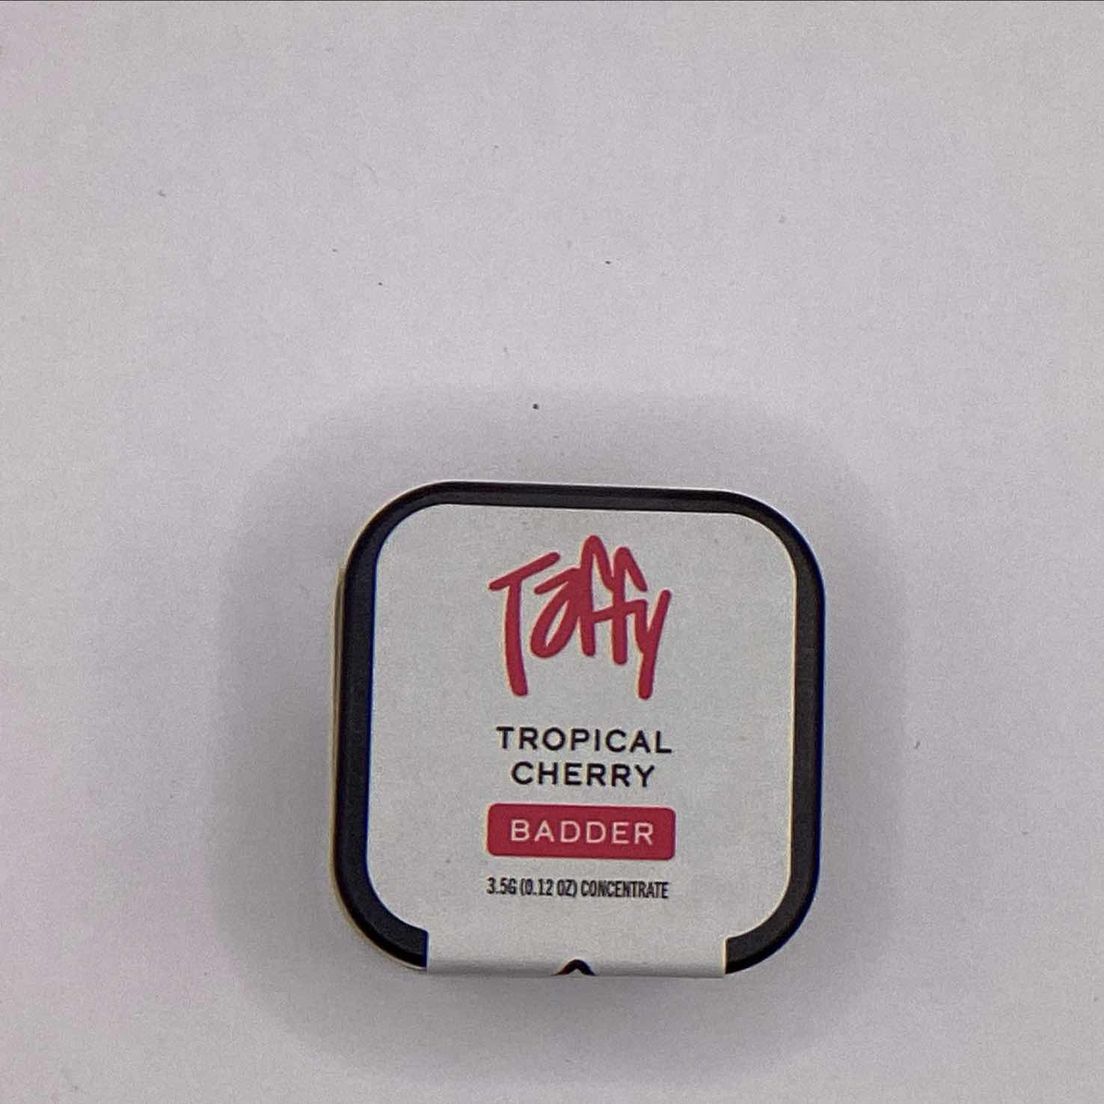 Taffy
TROPICAL
CHERRY
BADDER
3.5G (0.12 OZ) CONCENTRATE